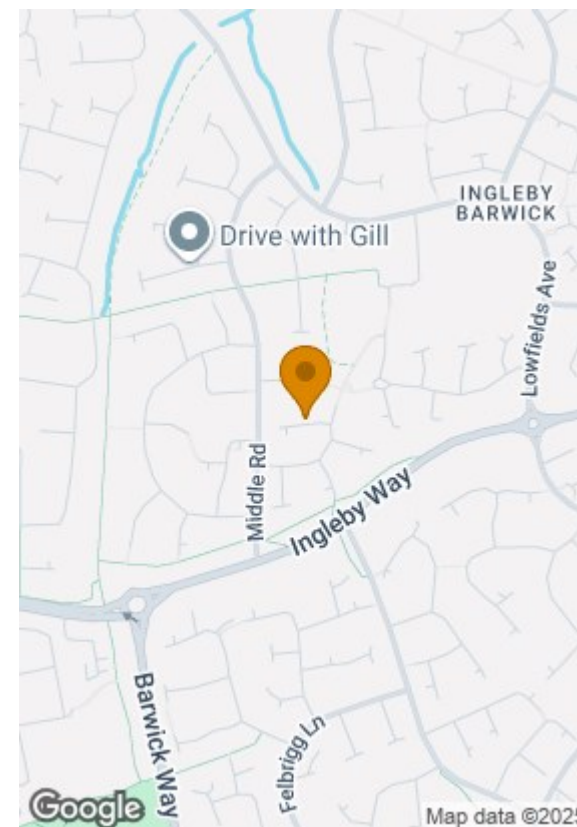 INGLEBY
BARWICK
Drive with Gill
Lowfields Ave
Middle Rd
Ingleby Way
Barwick Way
Felbrigg Ln
Google
Map data ©2025